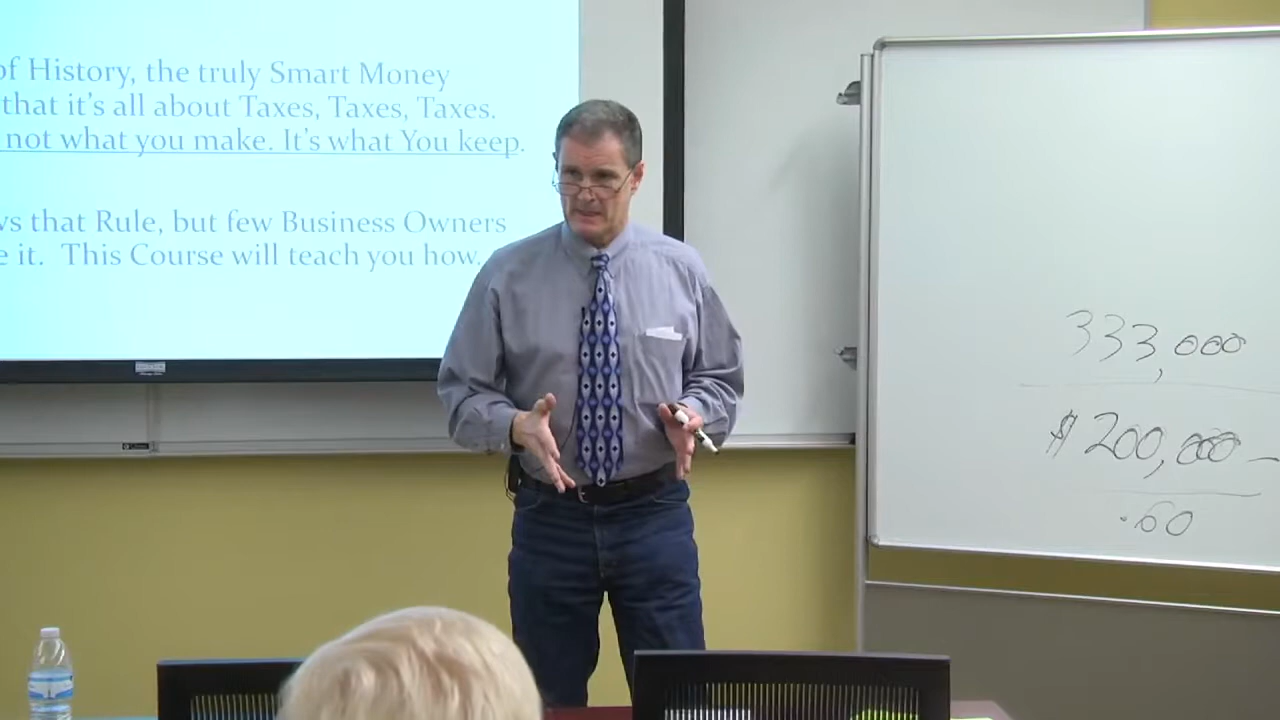 of History, the truly Smart Money
that it's all about Taxes, Taxes, Taxes.
not what you make. It's what You keep.
that Rule, but few Business Owners
it. This Course will teach you how.
333,000
$200,000 —
.60